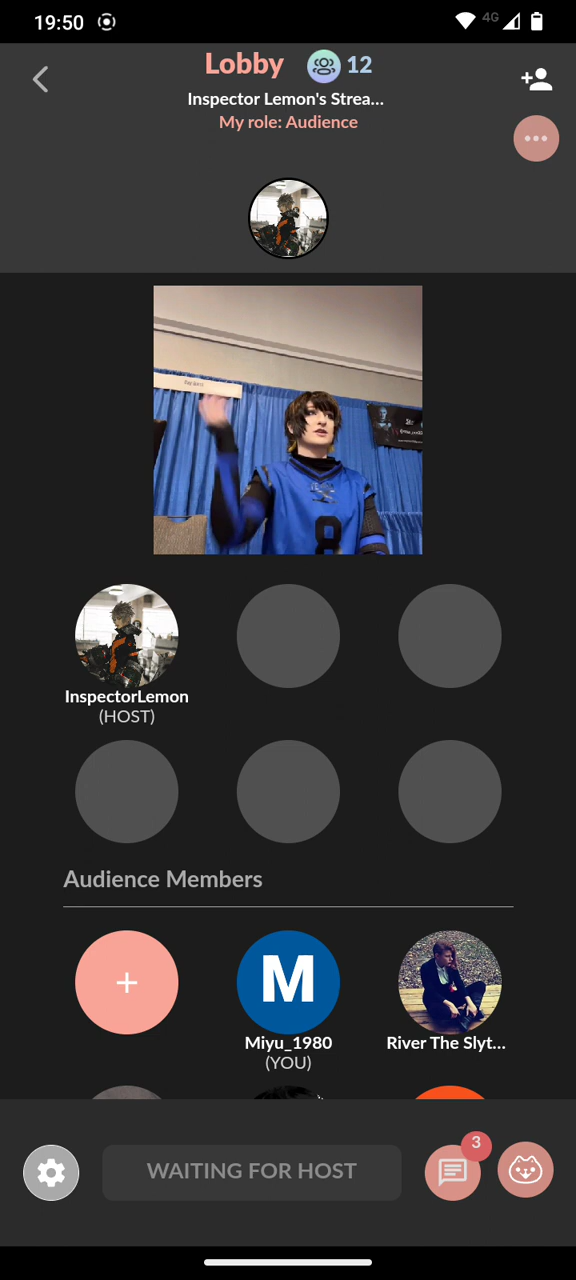 19:50
4G
Lobby
12
Inspector Lemon's Strea...
My role: Audience
8
InspectorLemon
(HOST)
Audience Members
+
M
Miyu_1980
(YOU)
River The Slyt...
WAITING FOR HOST
3